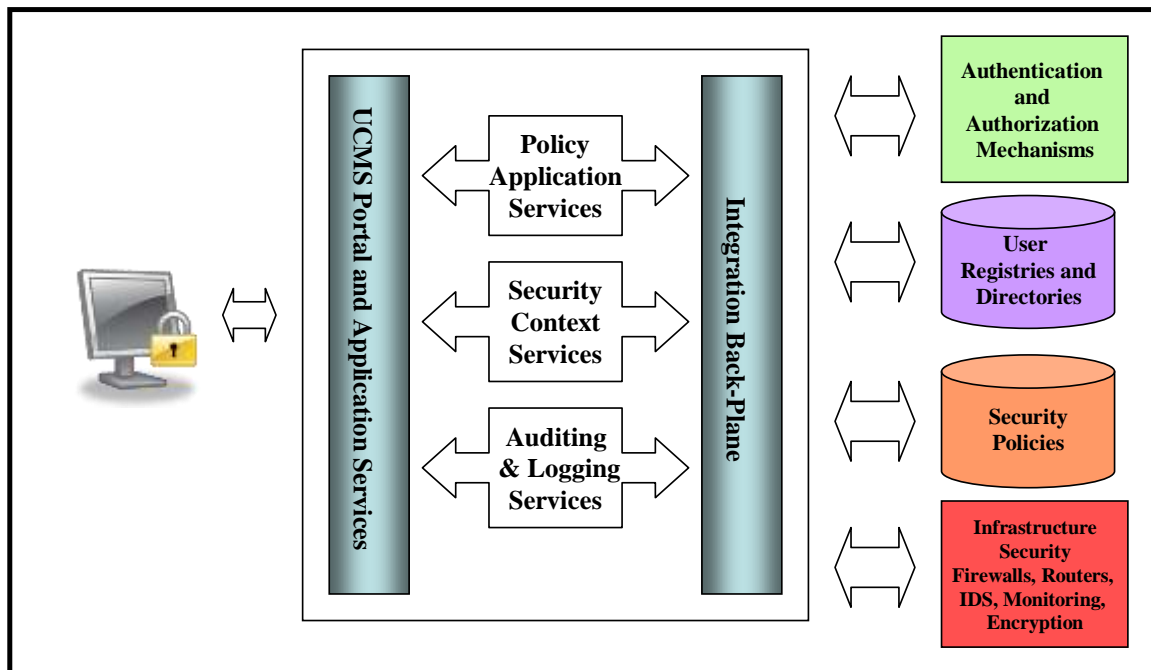 UCMS Portal and Application Services
Policy
Application
Services
Security
Context
Services
Auditing
& Logging
Services
Integration Back-Plane
Authentication
and
Authorization
Mechanisms
User
Registries and
Directories
Security
Policies
Infrastructure
Security
Firewalls, Routers,
IDS, Monitoring,
Encryption